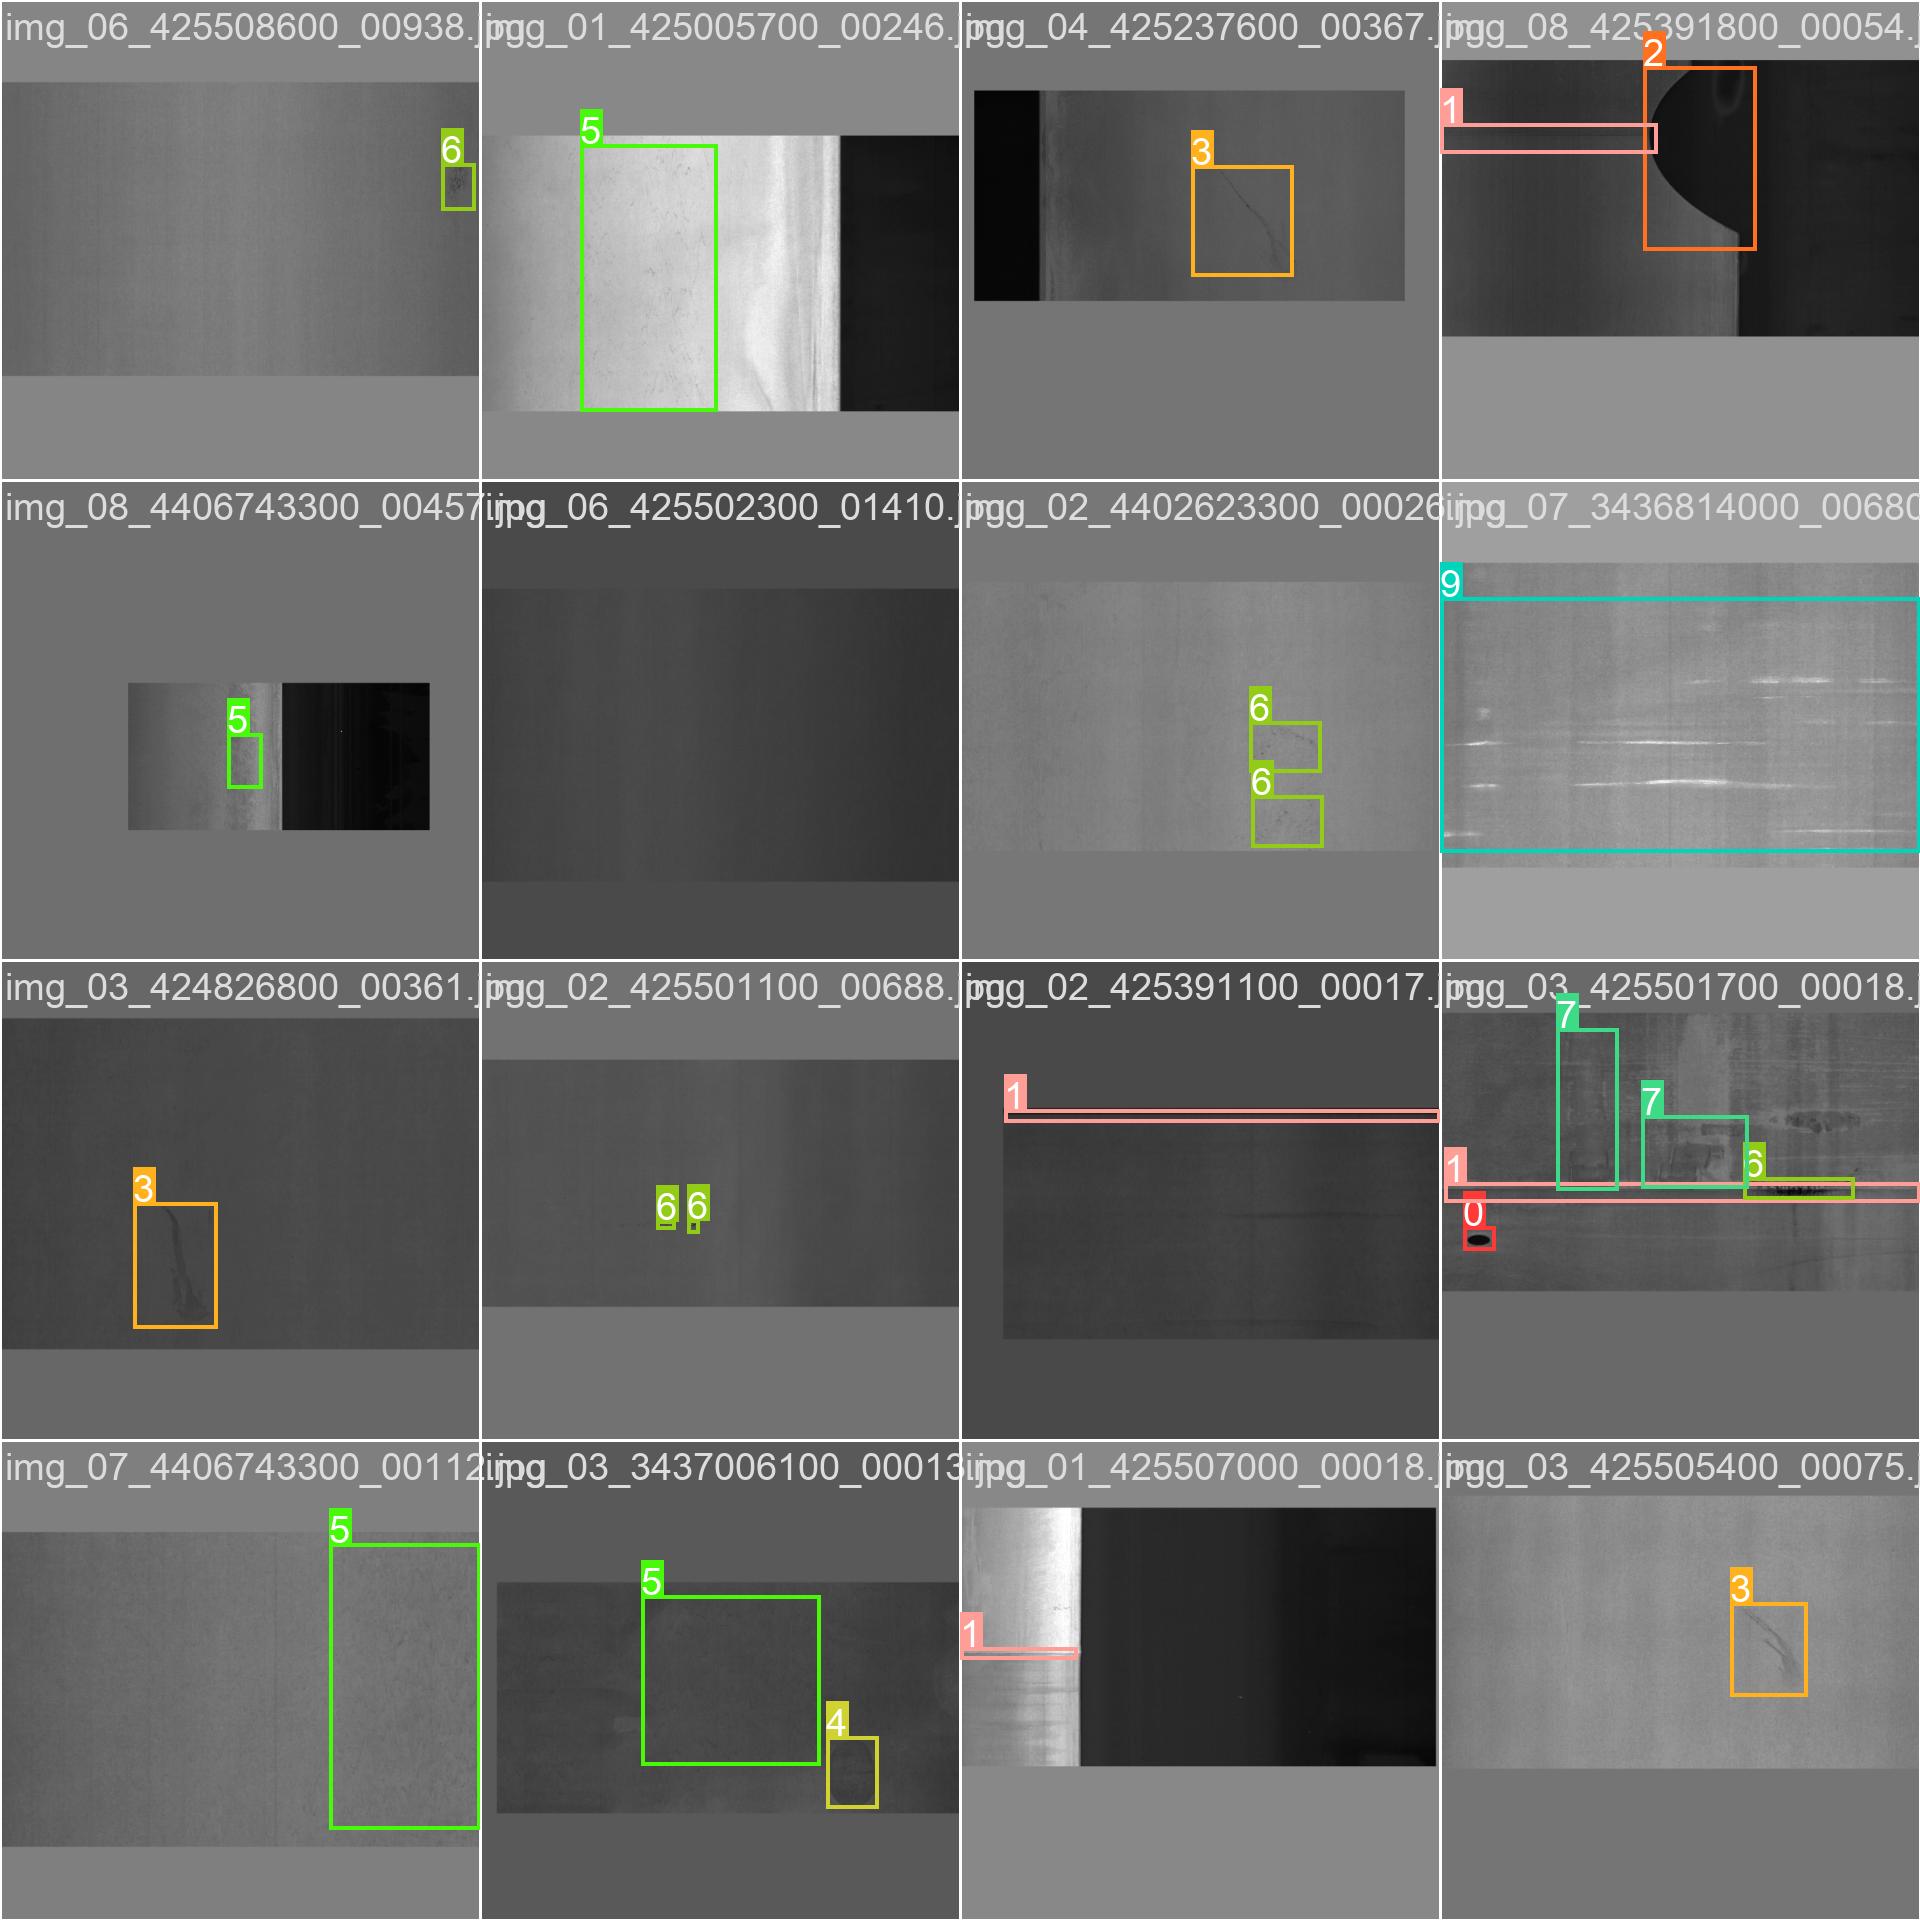 img_06_425508600_00938.jpg
img_01_425005700_00246.jpg
img_04_425237600_00367.jpg
img_08_425391800_00054.
2
1
5
6
3
img_08_4406743300_00457.jpg
img_06_425502300_01410.jpg
img_02_4402623300_00026.jpg
img_07_3436814000_00680
9
6
5
6
img_03_424826800_00361.jpg
img_02_425501100_00688.jpg
img_02_425391100_00017.jpg
img_03_425501700_00018.
7
1
7
6
1
3
6 6
0
img_07_4406743300_00112.jpg
img_03_3437006100_00013.jpg
img_01_425507000_00018.jpg
img_03_425505400_00075.
5
5
3
1
4